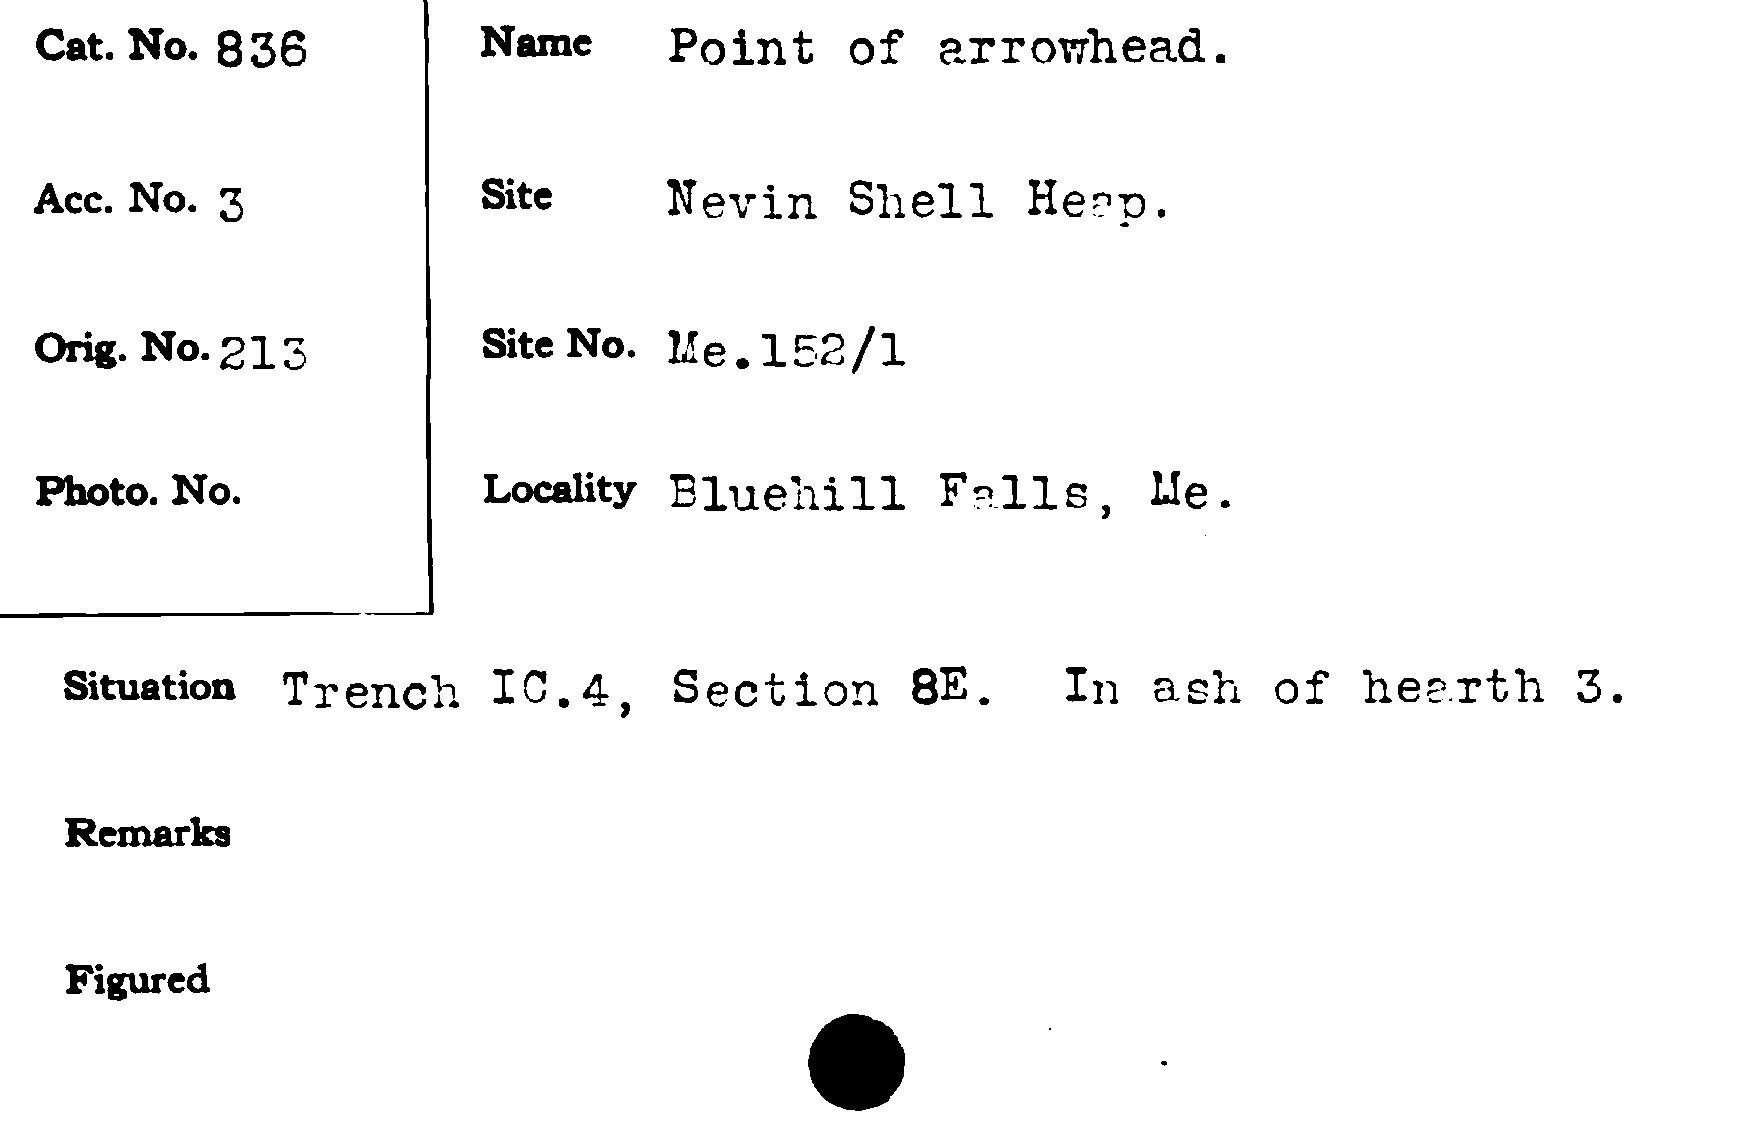 Cat. No. 836
Name Point of arrowhead.
Acc. No. 3
Site Nevin Shell Heap.
Orig. No. 213
Site No. Me.152/1
Photo. No.
Locality Bluehill Falls, Me.
Situation Trench IC.4, Section 8E. In ash of hearth 3.
Remarks
Figured